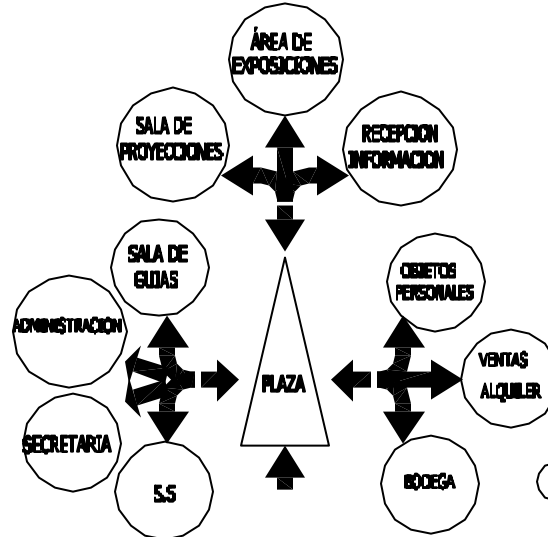 ÁREA DE
EXPOSICIONES
SALA DE
PROYECCIONES
RECEPCION
INFORMACION
SALA DE
GUIAS
OBJETOS
PERSONALES
ADMINISTRACIÓN
VENTAS
ALQUILER
PLAZA
SECRETARIA
S.S
BODEGA